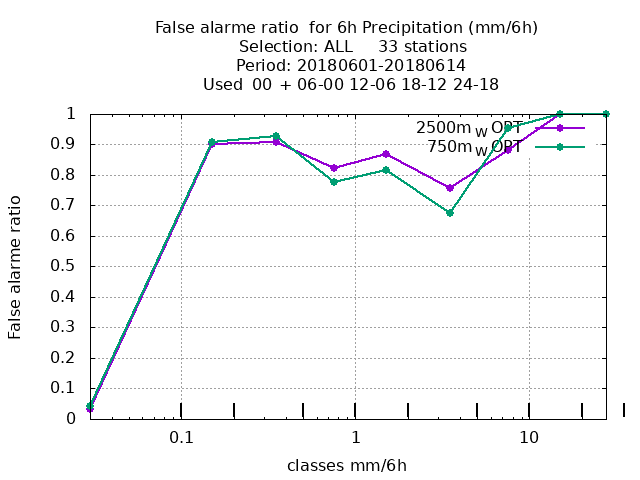 False alarme ratio  for 6h Precipitation (mm/6h)
Selection: ALL     33 stations
Period: 20180601-20180614
Used  00  + 06-00 12-06 18-12 24-18
2500m WOPT
750m WOPT
1
0.9
0.8
0.7
0.6
0.5
0.4
0.3
0.2
0.1
0
False alarme ratio
0.1 1 10
classes mm/6h